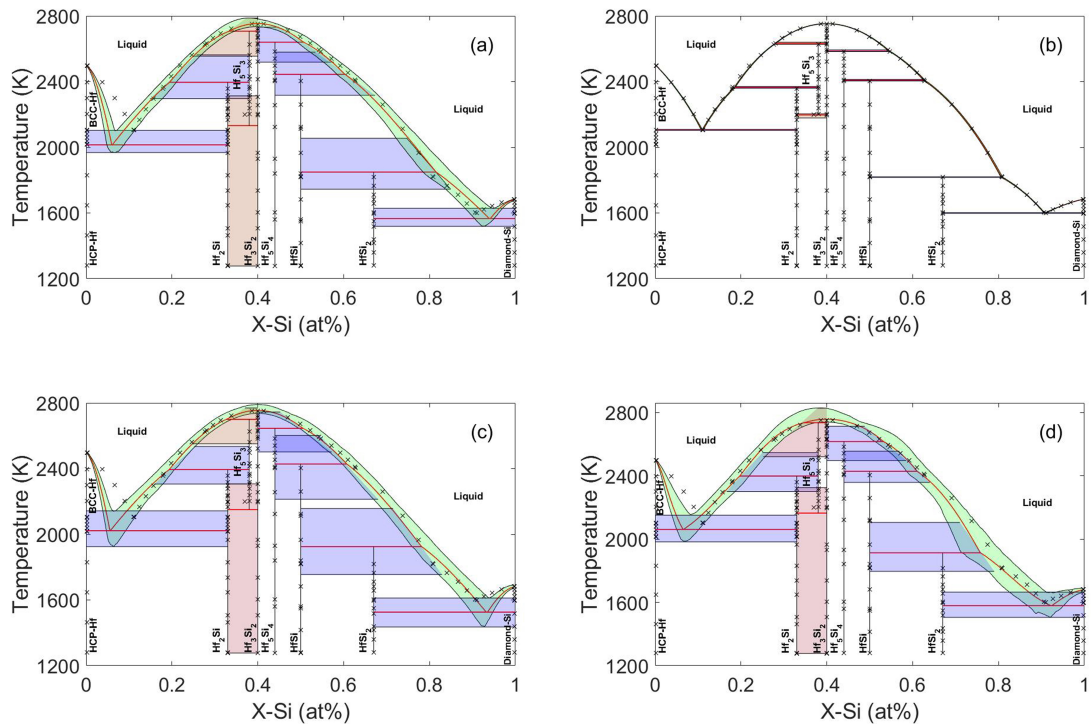 2800
2400
2000
1600
1200
Temperature (K)
0
0.2
0.4
0.6
0.8
1
X-Si (at%)
Liquid
(a)
Liquid
BCC-Hf
HCP-Hf
Hf2Si
Hf5Si3
Hf3Si2
Hf5Si4
HfSi
HfSi2
Diamond-Si
2800
2400
2000
1600
1200
Temperature (K)
0
0.2
0.4
0.6
0.8
1
X-Si (at%)
Liquid
(b)
Liquid
BCC-Hf
HCP-Hf
Hf2Si
Hf5Si3
Hf3Si2
Hf5Si4
HfSi
HfSi2
Diamond-Si
2800
2400
2000
1600
1200
Temperature (K)
0
0.2
0.4
0.6
0.8
1
X-Si (at%)
Liquid
(c)
Liquid
BCC-Hf
HCP-Hf
Hf2Si
Hf5Si3
Hf3Si2
Hf5Si4
HfSi
HfSi2
Diamond-Si
2800
2400
2000
1600
1200
Temperature (K)
0
0.2
0.4
0.6
0.8
1
X-Si (at%)
Liquid
(d)
Liquid
BCC-Hf
HCP-Hf
Hf2Si
Hf5Si3
Hf3Si2
Hf5Si4
HfSi
HfSi2
Diamond-Si